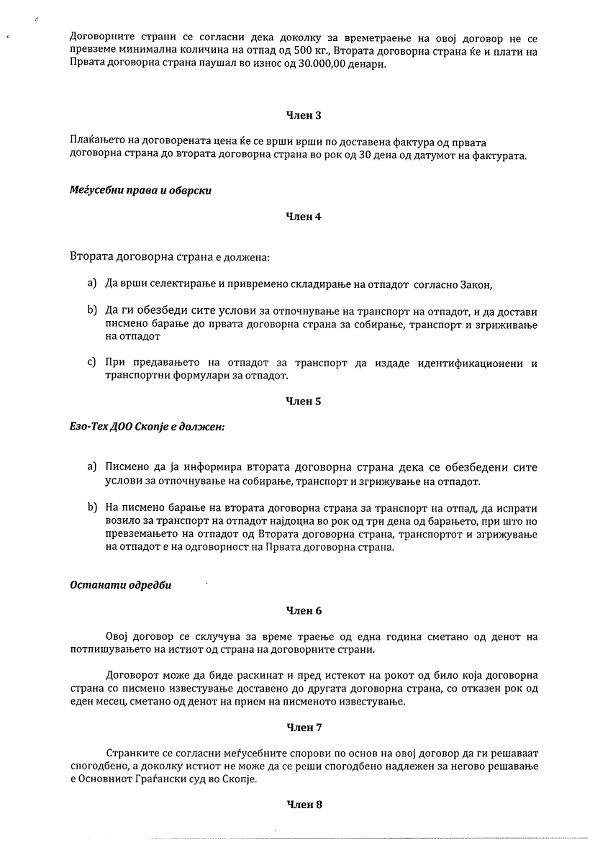 Договорните страни се согласни дека доколку за времетраење на овој договор не се
превземе минимална количина на отпад од 500 кг., Втората договорна страна ќе и плати на
Првата договорна страна паушал во износ од 30.000,00 денари.
Член 3
Плаќањето на договорената цена ќе се врши врши по доставена фактура од првата
договорна страна до втората договорна страна во рок од 30 дена од датумот на фактурата.
Меѓусебни права и обврски
Член 4
Втората договорна страна е должена:
a) Да врши селектирање и привремено складирање на отпадот согласно Закон,
b) Да ги обезбеди сите услови за отпочнување на транспорт на отпадот, и да достави
писмено барање до првата договорна страна за собирање, транспорт и згриживање
на отпадот
c) При предавањето на отпадот за транспорт да издаде идентификационени и
транспортни формулари за отпадот.
Член 5
Езо-Тех ДОО Скопје е должен:
a) Писмено да ја информира втората договорна страна дека се обезбедени сите
услови за отпочнување на собирање, транспорт и згрижување на отпадот.
b) На писмено барање на втората договорна страна за транспорт на отпад, да испрати
возило за транспорт на отпадот најдоцна во рок од три дена од барањето, при што по
превземањето на отпадот од Втората договорна страна, транспортот и згрижување
на отпадот е на одговорност на Првата договорна страна.
Останати одредби
Член 6
Овој договор се склучува за време траење од една година сметано од денот на
потпишувањето на истиот од страна на договорните страни.
Договорот може да биде раскинат и пред истекот на рокот од било која договорна
страна со писмено известување доставено до другата договорна страна, со отказен рок од
еден месец, сметано од денот на прием на писменото известување.
Член 7
Странките се согласни меѓусебните спорови по основ на овој договор да ги решаваат
спогодбено, а доколку истиот не може да се реши спогодбено надлежен за негово решавање
е Основниот Граѓански суд во Скопје.
Член 8